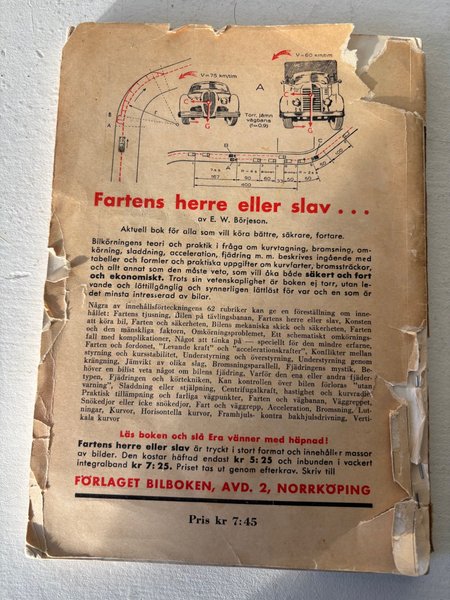 V=75 km/tim
V=60 km/tim
A
Torr, jämn
vägbana
(f=0.9)
C
G
C
G
B
A
A
B
167
90
60
50
50
50
100
400
Fartens herre eller slav . . .
av E. W. Börjeson.
Aktuell bok för alla som vill köra bättre, säkrare, fortare.
Bilkörningens teori och praktik i fråga om kurvtagning, bramsning, om-
körning, sladdning, acceleration, fjädring m. m. beskrives ingående med
tabeller och formler och praktiska uppgifter om kurvfarter, bromssträckor,
och allt annat som den måste veta, som vill åka både säkert och fort
och ekonomiskt. Trots sin vetenskaplighet är boken ej torr, utan le-
vande och lättillgänglig och synnerligen lättläst för var och en som är
det minsta intresserad av bilar.
Några av innehållsförteckningens 62 rubriker kan ge en föreställning om inne-
hållet: Fartens tjusning, Bilen på tävlingsbanan, Fartens herre eller slav, Konsten
att köra bil, Farten och säkerheten, Bilens mekaniska skick och säkerheten, Farten
och den mänskliga faktorn, Omkörningsproblemet, Ett schematiskt omkörnings-
fall med komplikationer, Något att tänka på — speciellt för den mindre erfarne,
Farten och fordonet, "Levande kraft" och "accelerationskrafter", Konflikter mellan
styrning och kursstabilitet, Understyrning och överstyrning, Understyrning genom
krängning, Jämvikt av olika slag, Bromsningsparallell, Fjädringens mystik, Be-
höver en bilist veta något om bilens fjädring, Varför den ena eller andra fjäder-
typen, Fjädringen och körtekniken, Kan kontrollen över bilen förloras "utan
varning", Sladdning eller stjälpning, Centrifugalkraft, hastighet och kurvradie,
Praktisk tillämpning och farliga vägpunkter, Farten och vägbanan, Väggreppet,
Snökedjor eller icke snökedjor, Fart och väggrepp, Acceleration, Bromsning, Lut-
ningar, Kurvor, Horisontella kurvor, Framhjuls- kontra bakhjulsdrivning, Verti-
kala kurvor
Läs boken och slå Era vänner med häpnad!
Fartens herre eller slav är tryckt i stort format och innehåller massor
av bilder. Den kostar häftad endast kr 5: 25 och inbunden i vackert
integralband kr 7: 25. Priset tas ut genom efterkrav. Skriv till
FÖRLAGET BILBOKEN, AVD. 2, NORRKÖPING
Pris kr 7:45